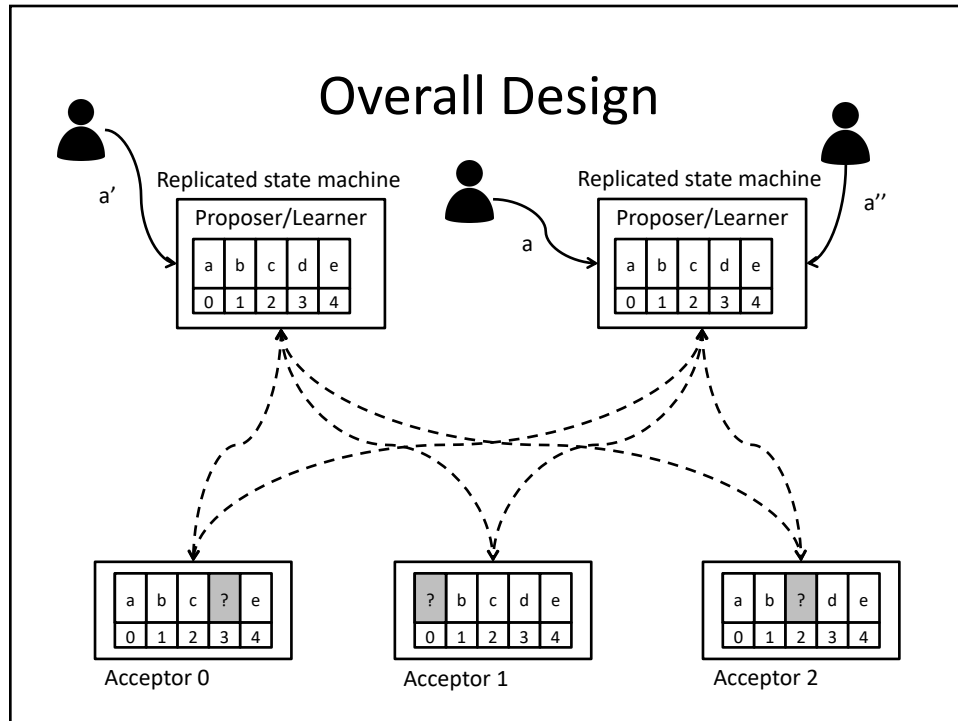 Overall Design
a'
Replicated state machine
Proposer/Learner
a b c d e
0 1 2 3 4
a
Replicated state machine
Proposer/Learner
a b c d e
0 1 2 3 4
a''
a b c ? e
0 1 2 3 4
Acceptor 0
? b c d e
0 1 2 3 4
Acceptor 1
a b ? d e
0 1 2 3 4
Acceptor 2